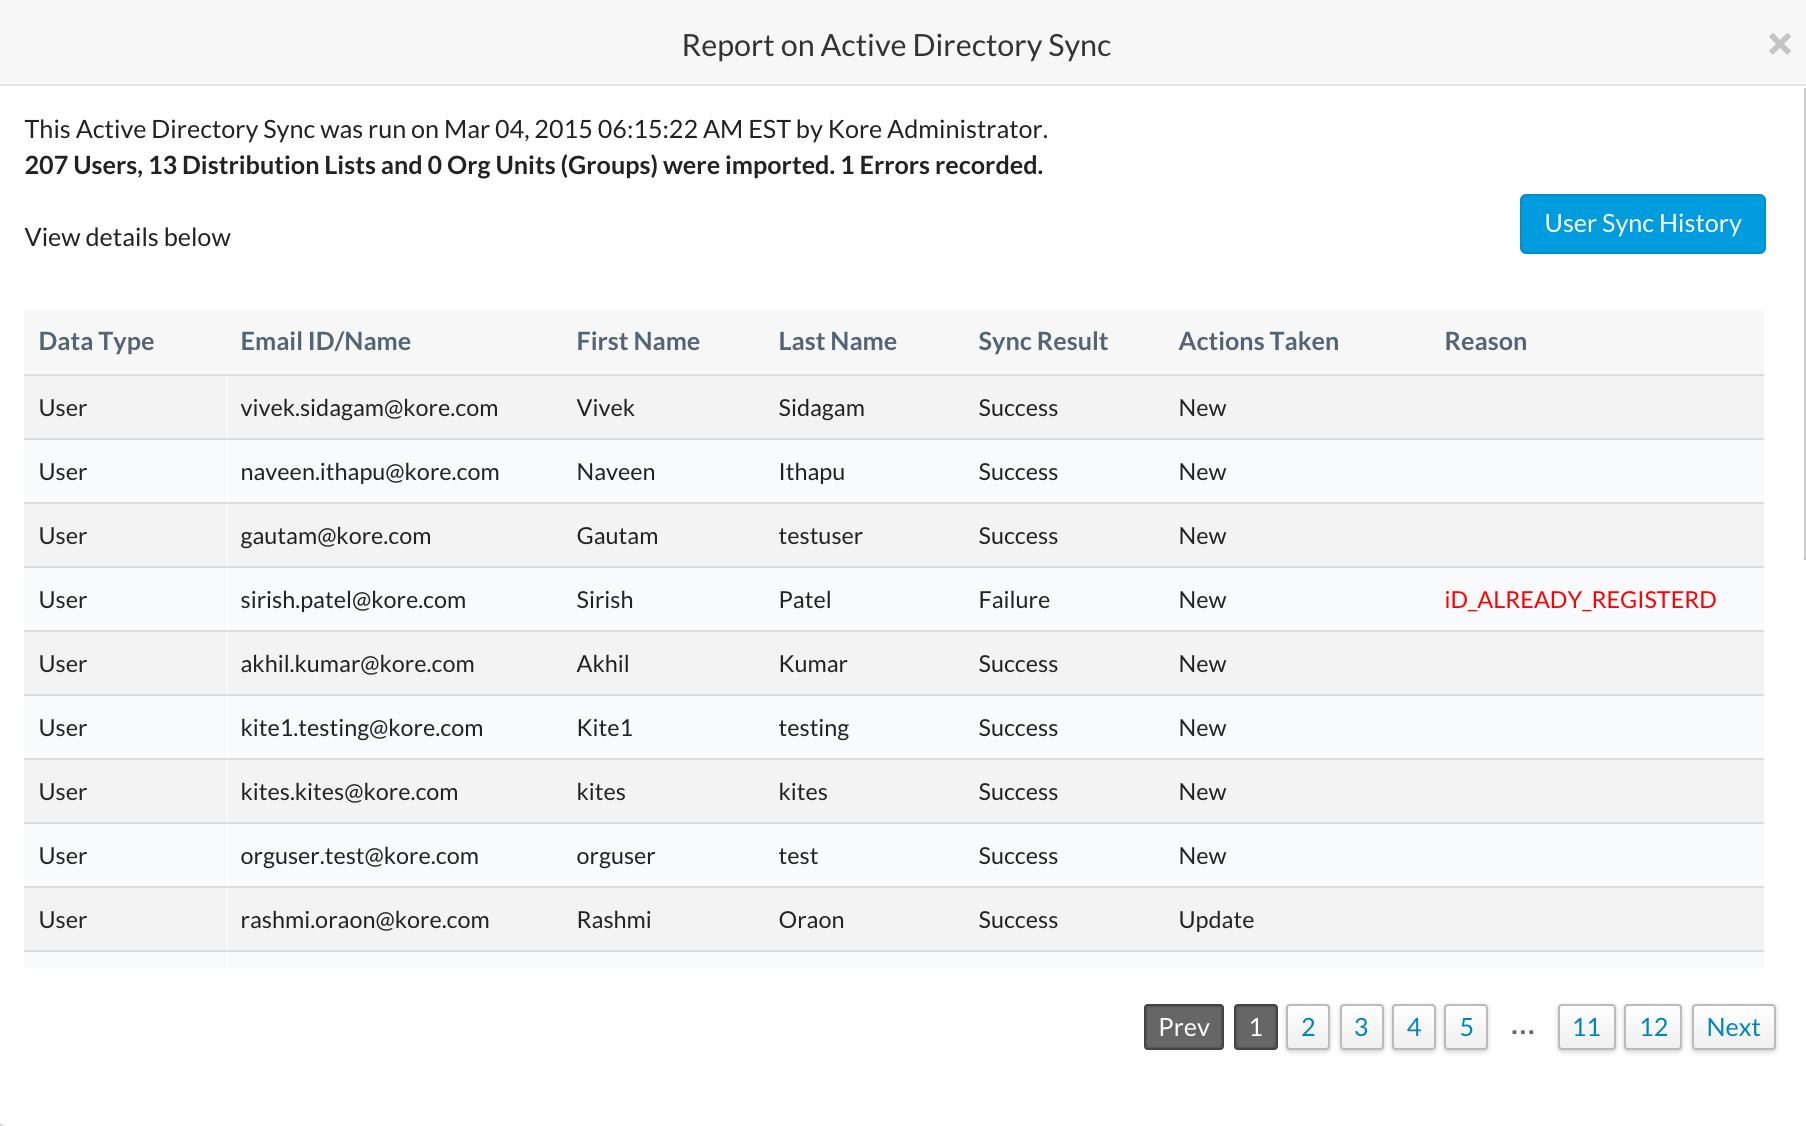 Report on Active Directory Sync
This Active Directory Sync was run on Mar 04, 2015 06:15:22 AM EST by Kore Administrator.
207 Users, 13 Distribution Lists and 0 Org Units (Groups) were imported. 1 Errors recorded.
User Sync History
View details below
Data Type Email ID/Name First Name Last Name Sync Result Actions Taken Reason
User vivek.sidagam@kore.com Vivek Sidagam Success New
User naveen.ithapu@kore.com Naveen Ithapu Success New
User gautam@kore.com Gautam testuser Success New
User sirish.patel@kore.com Sirish Patel Failure New iD_ALREADY_REGISTERD
User akhil.kumar@kore.com Akhil Kumar Success New
User kite1.testing@kore.com Kite1 testing Success New
User kites.kites@kore.com kites kites Success New
User orguser.test@kore.com orguser test Success New
User rashmi.oraon@kore.com Rashmi Oraon Success Update
Prev 1 2 3 4 5 ... 11 12 Next